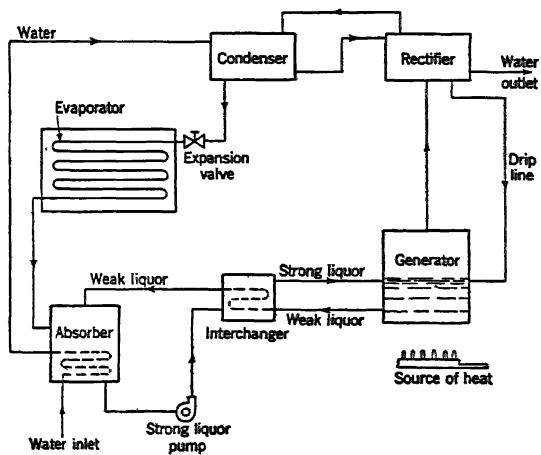 Water
Condenser
Rectifier
Water
outlet
Evaporator
Expansion
valve
Drip
line
Generator
Strong liquor
Weak liquor
Weak liquor
Interchanger
Absorber
Source of heat
Water inlet
Strong liquor
pump